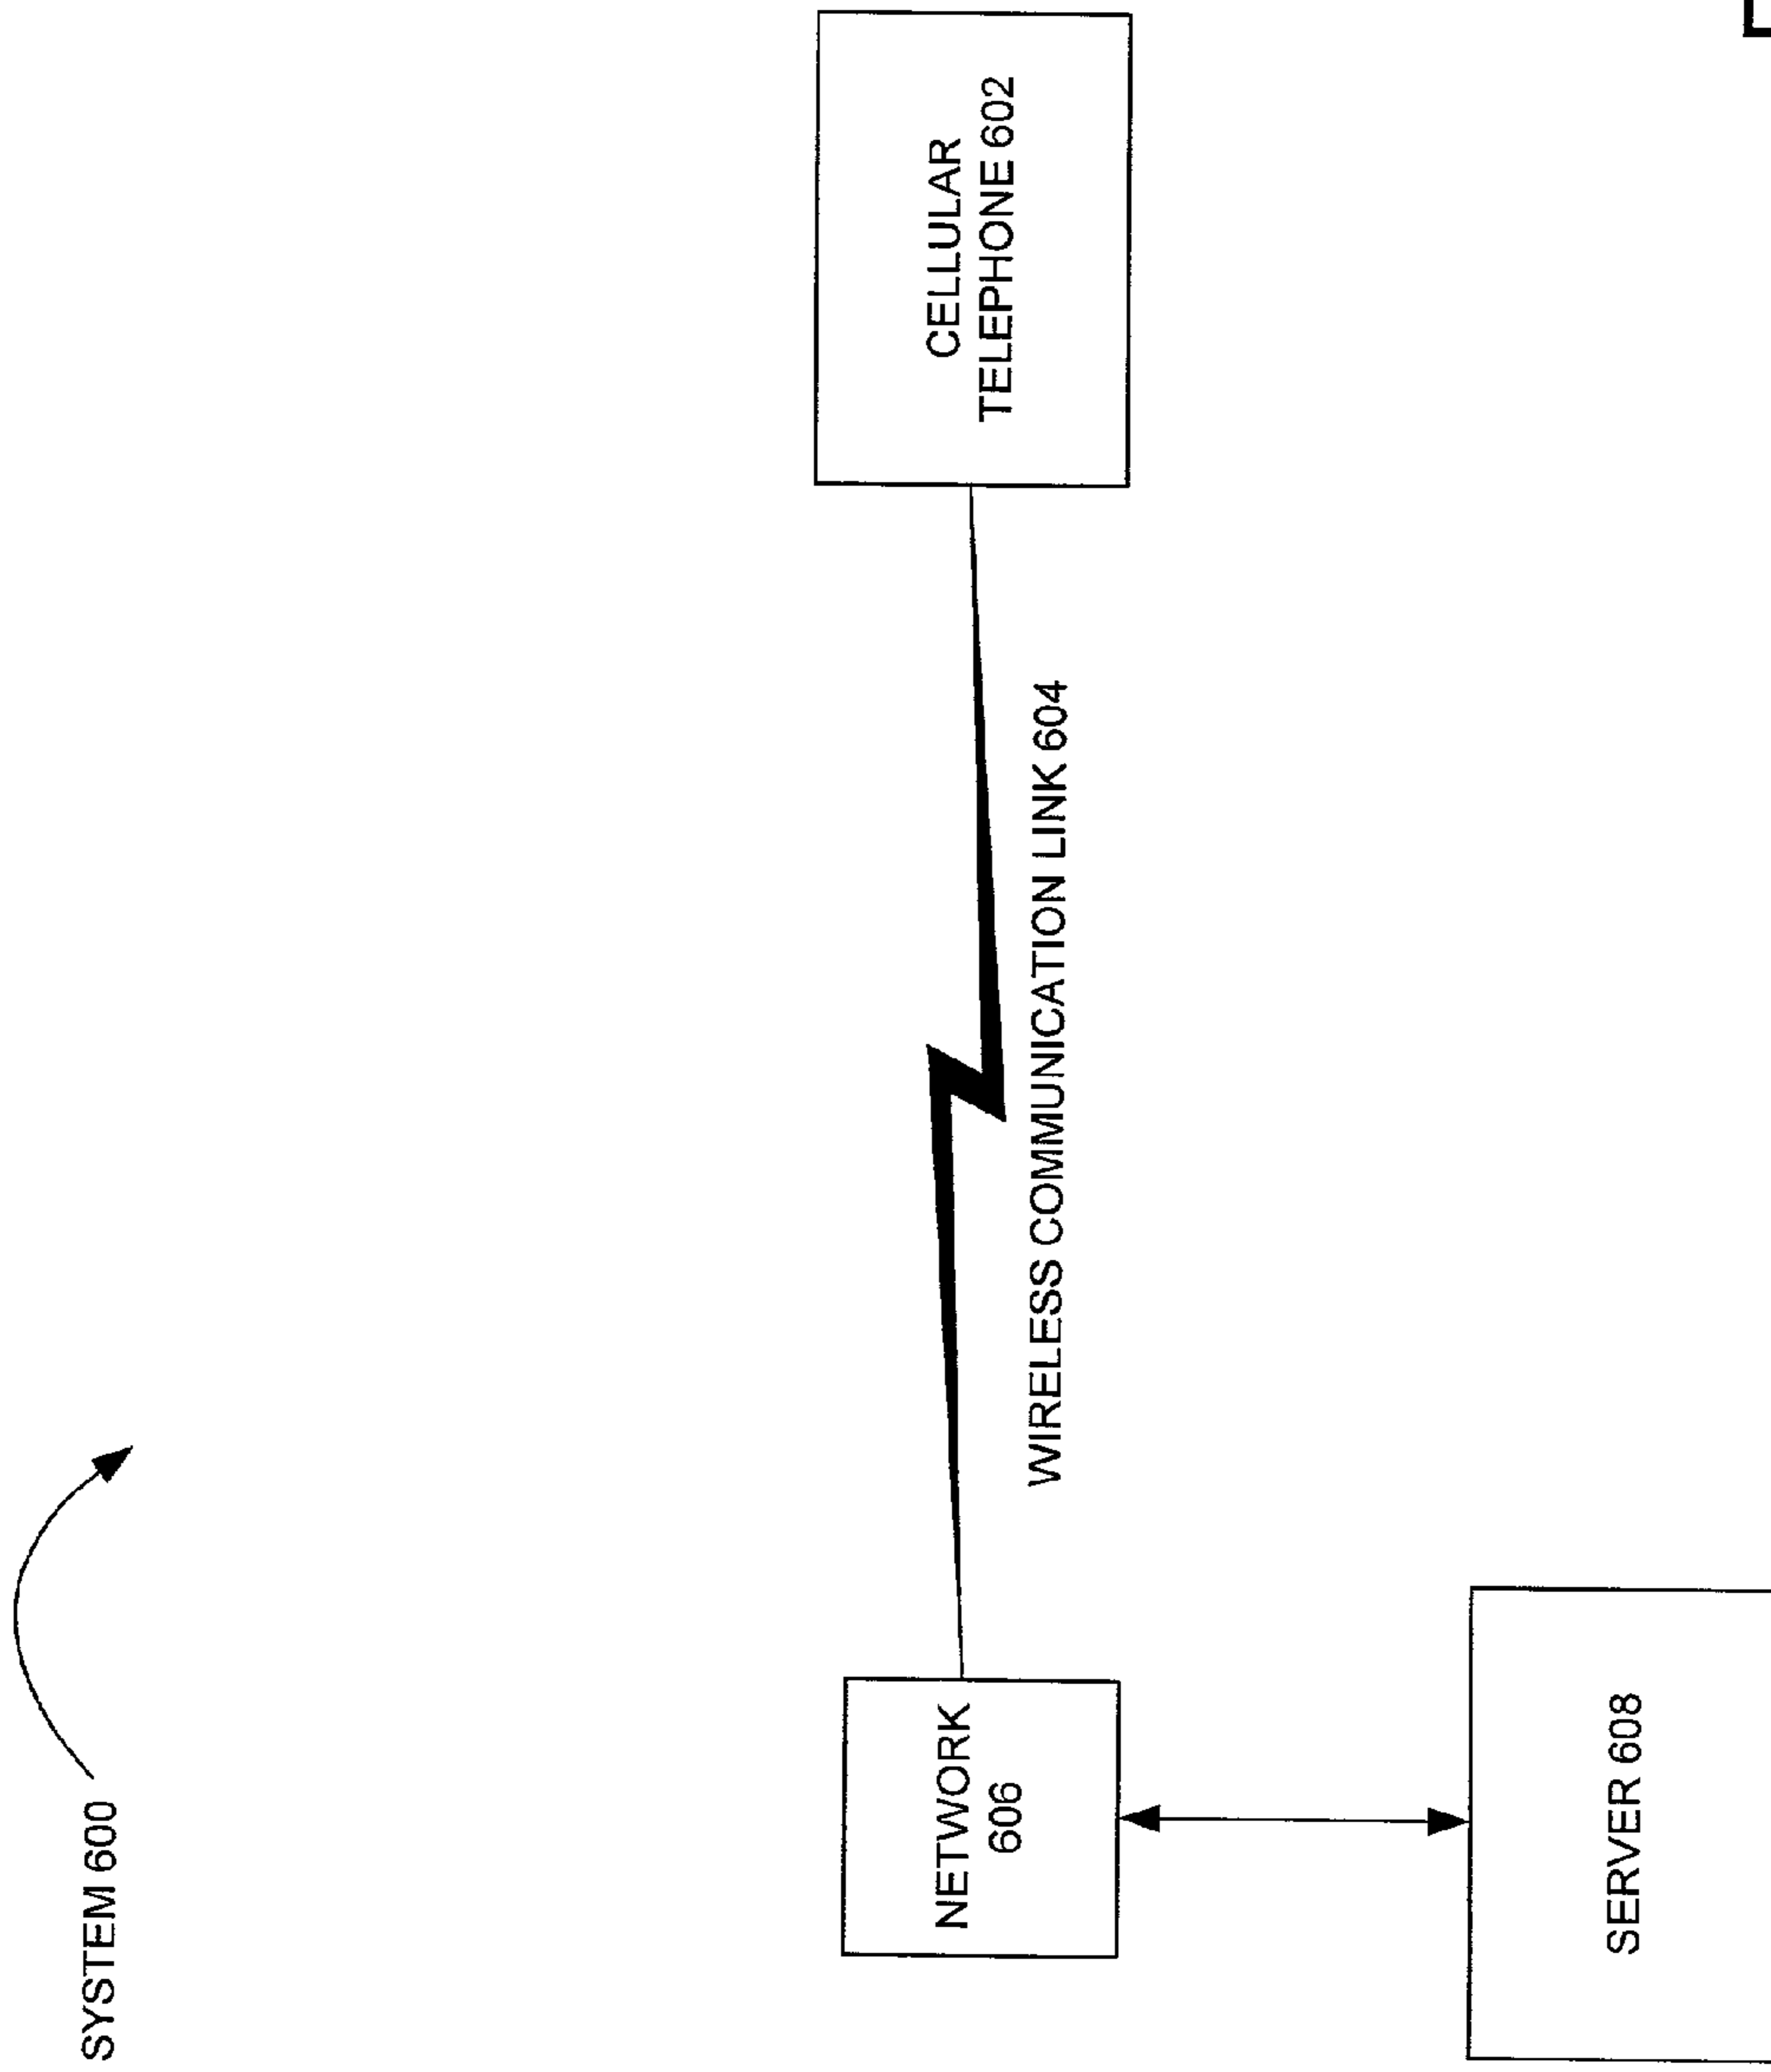 SYSTEM 600
CELLULAR
TELEPHONE 602
WIRELESS COMMUNICATION LINK 604
NETWORK
606
SERVER 608